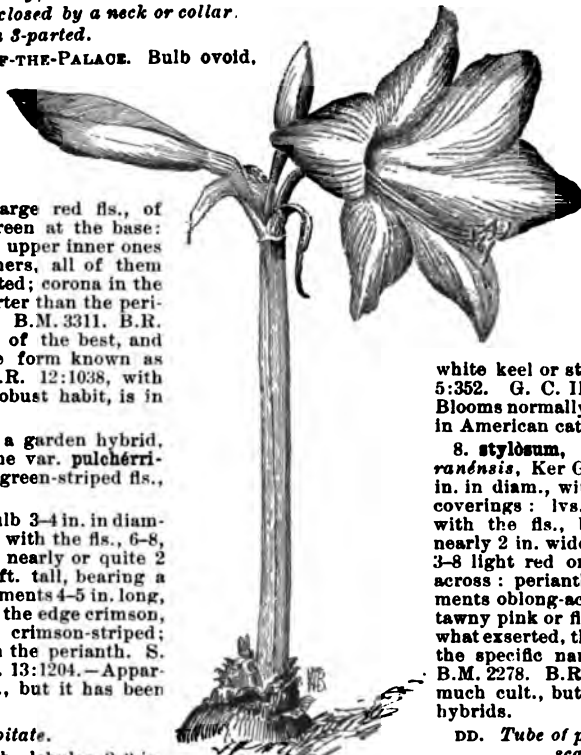 closed by a neck or collar.
3-parted.
F-THE-PALACE. Bulb ovoid,
arge red fls., of
reen at the base:
upper inner ones
ners, all of them
ted; corona in the
rter than the peri-
B.M. 3311. B.R.
of the best, and
form known as
.R. 12:1038, with
obust habit, is in
a garden hybrid,
ne var. pulchérri-
green-striped fls.,
lb 3-4 in. in diam-
with the fls., 6-8,
nearly or quite 2
ft. tall, bearing a
ments 4-5 in. long,
the edge crimson,
crimson-striped;
the perianth. S.
. 13:1204.—Appar-
., but it has been
pitate.
white keel or st
5:352. G. C. II
Blooms normally
in American cat
8. stylòsum,
ranénsis, Ker G
in. in diam., wi
coverings: lvs.
with the fls., l
nearly 2 in. wide
3-8 light red or
across: perianth
ments oblong-ac
tawny pink or fl
what exserted, th
the specific nar
B.M. 2278. B.R
much cult., but
hybrids.
DD. Tube of p